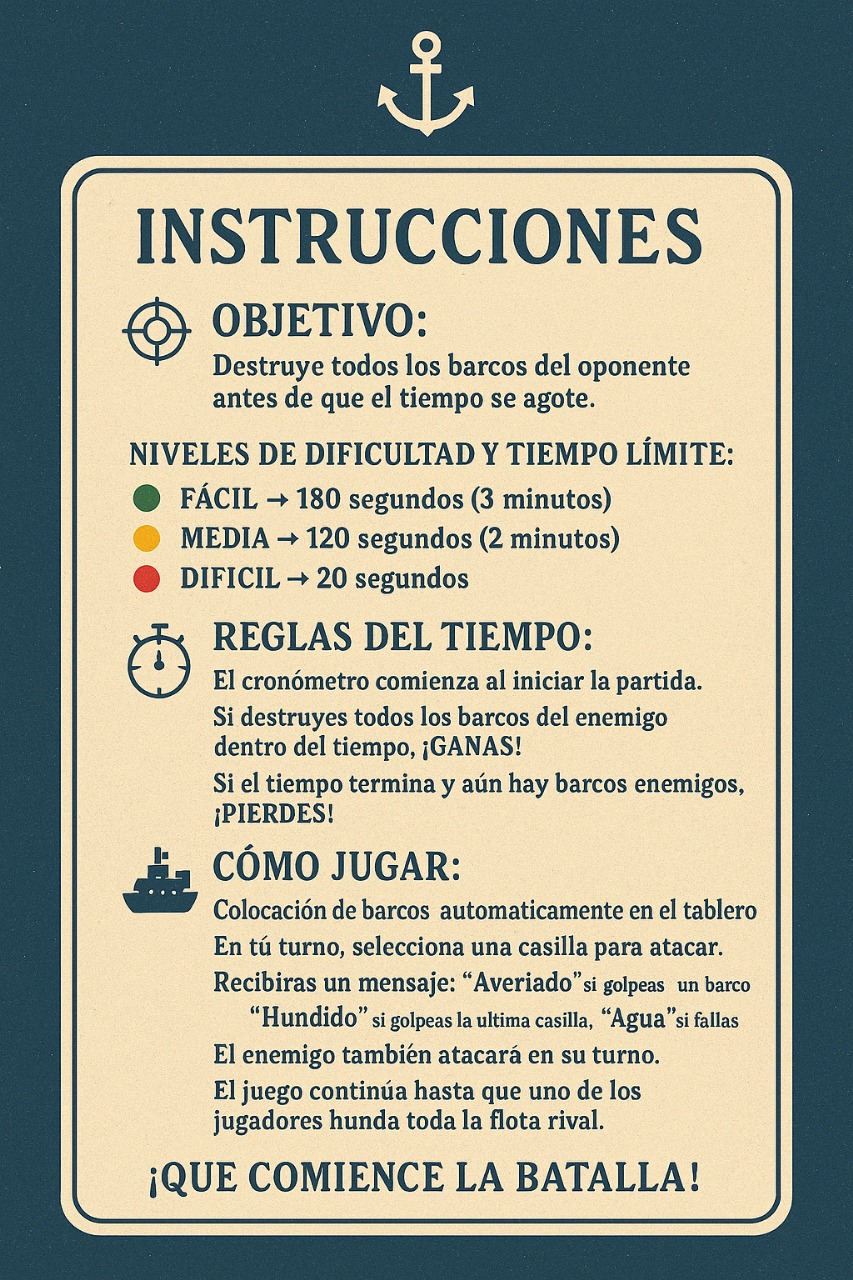 INSTRUCCIONES
OBJETIVO:
Destruye todos los barcos del oponente
antes de que el tiempo se agote.
NIVELES DE DIFICULTAD Y TIEMPO LÍMITE:
FÁCIL → 180 segundos (3 minutos)
MEDIA → 120 segundos (2 minutos)
DIFICIL → 20 segundos
REGLAS DEL TIEMPO:
El cronómetro comienza al iniciar la partida.
Si destruyes todos los barcos del enemigo
dentro del tiempo, ¡GANAS!
Si el tiempo termina y aún hay barcos enemigos,
¡PIERDES!
CÓMO JUGAR:
Colocación de barcos automaticamente en el tablero
En tú turno, selecciona una casilla para atacar.
Recibiras un mensaje: “Averiado” si golpeas un barco
“Hundido” si golpeas la ultima casilla, “Agua” si fallas
El enemigo también atacará en su turno.
El juego continúa hasta que uno de los
jugadores hunda toda la flota rival.
¡QUE COMIENCE LA BATALLA!